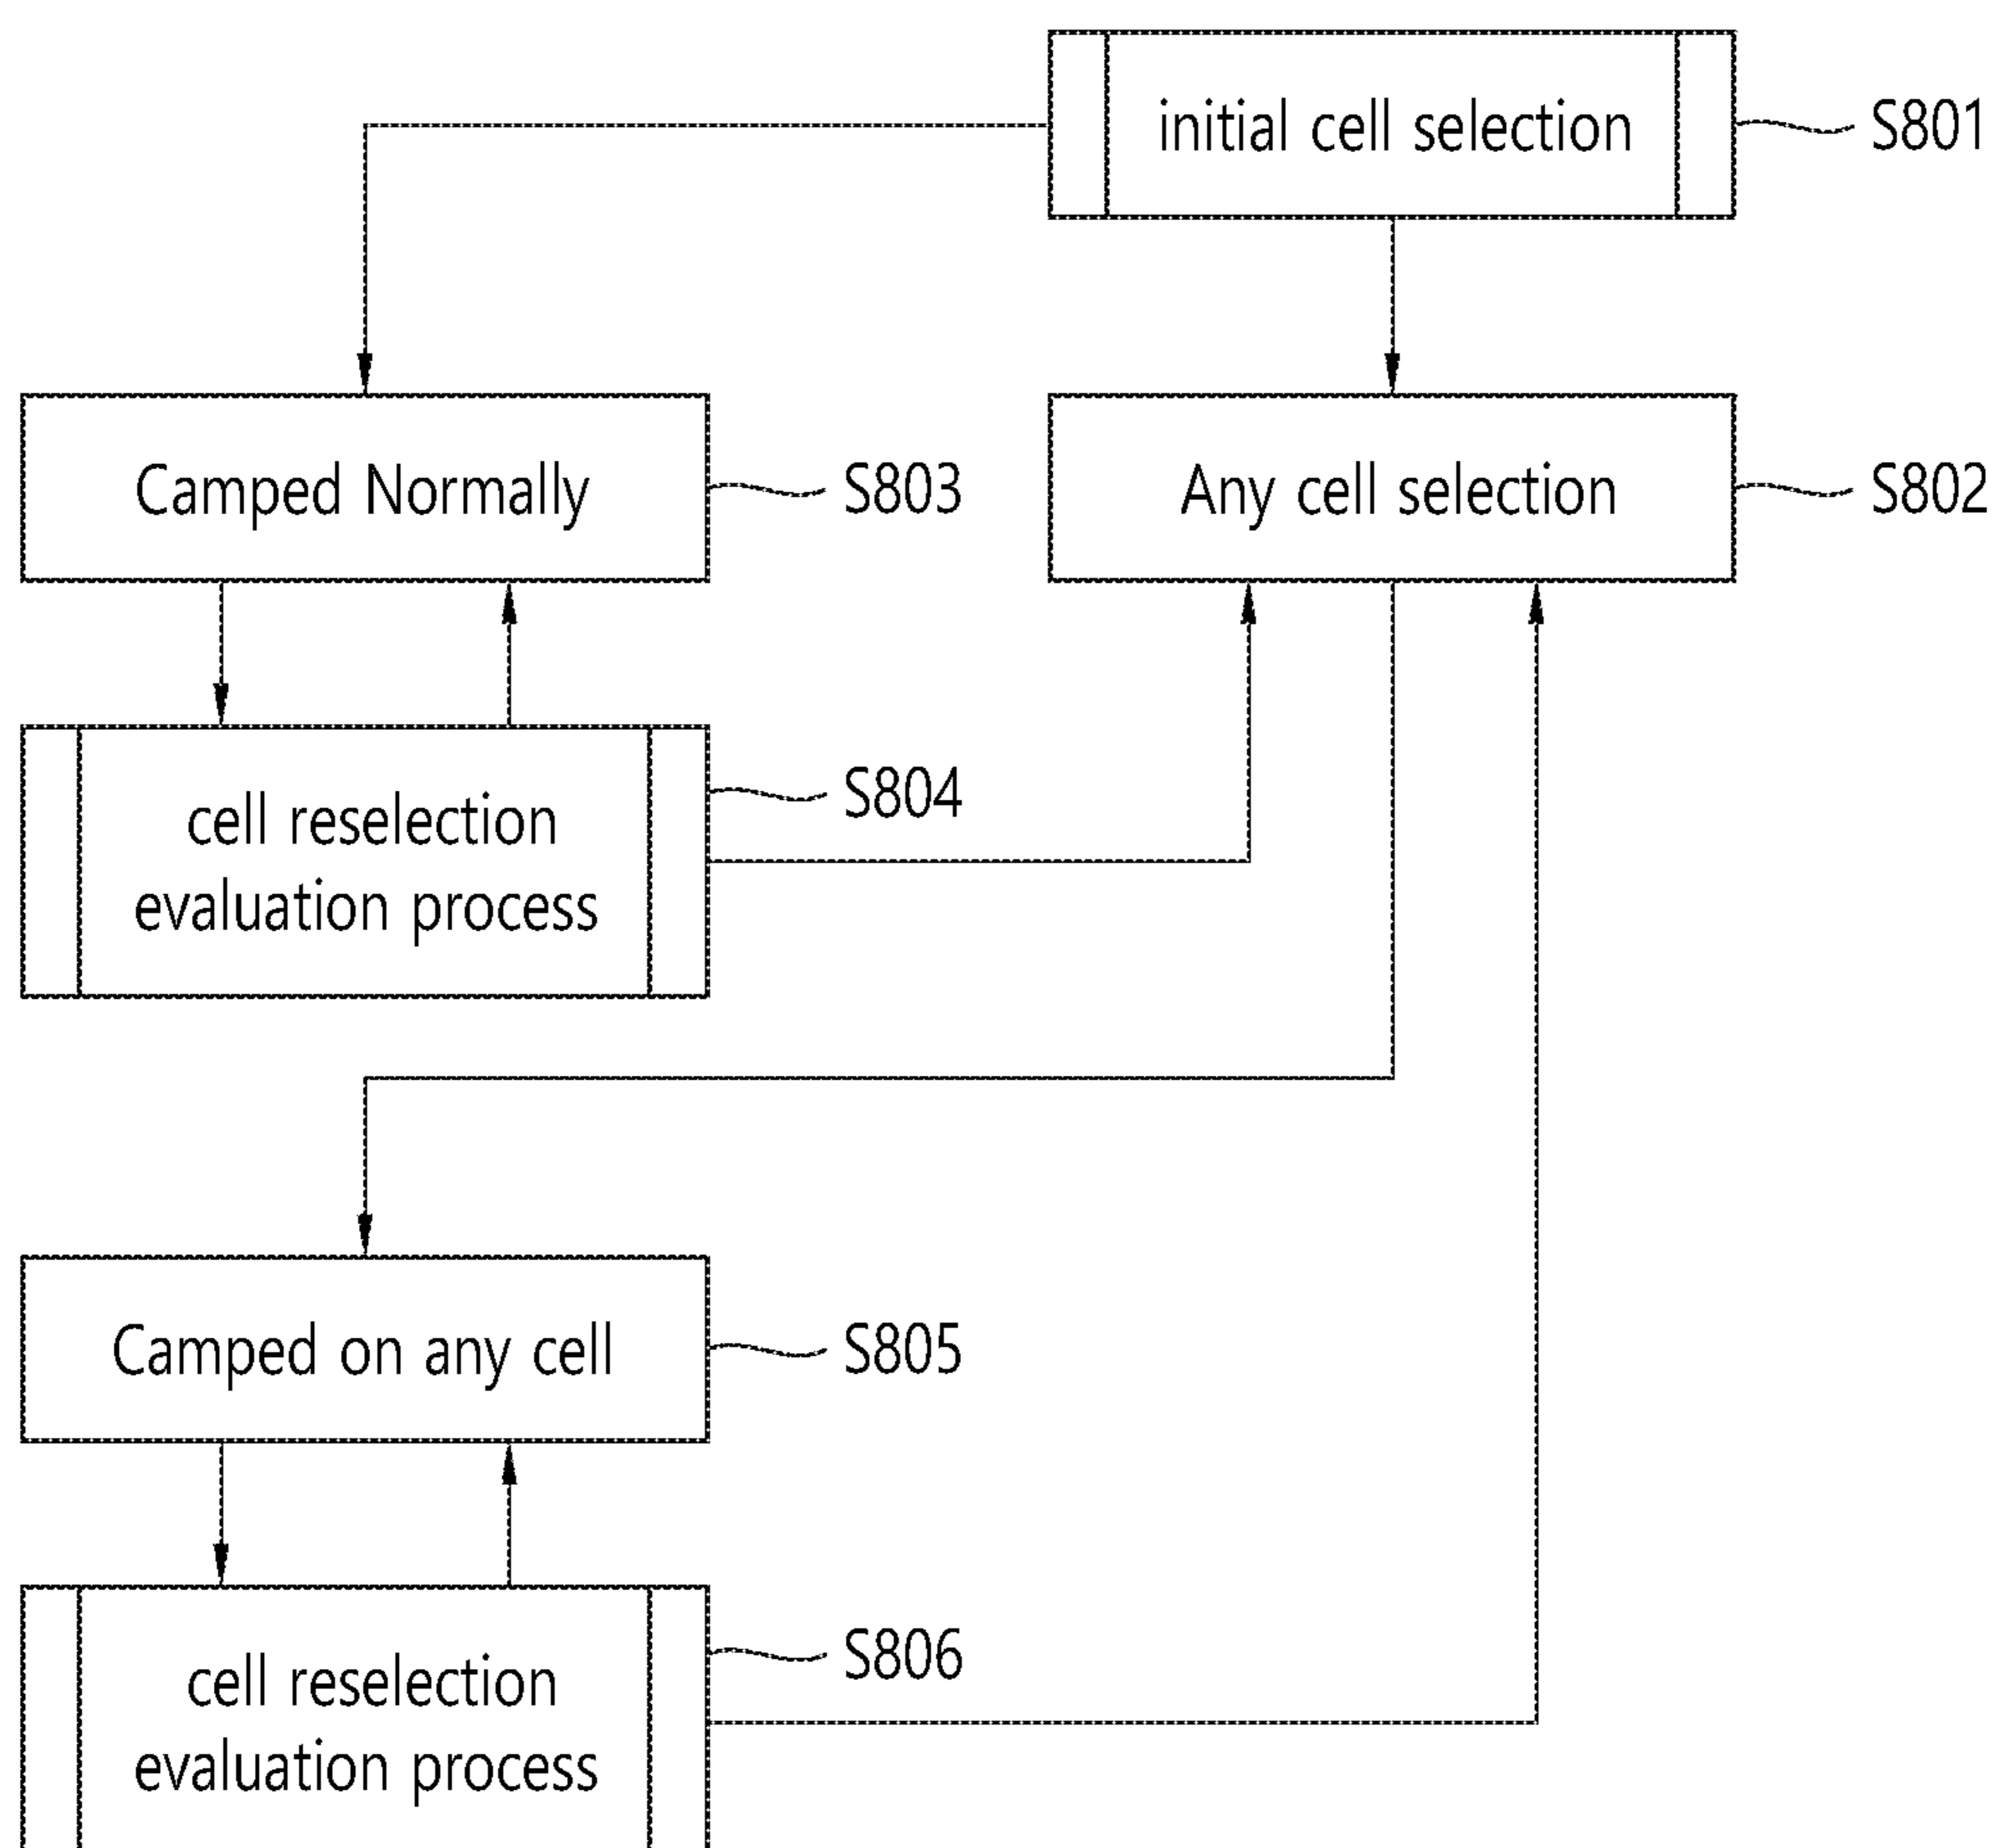 initial cell selection
S801
Camped Normally
S803
Any cell selection
S802
cell reselection
evaluation process
S804
Camped on any cell
S805
cell reselection
evaluation process
S806